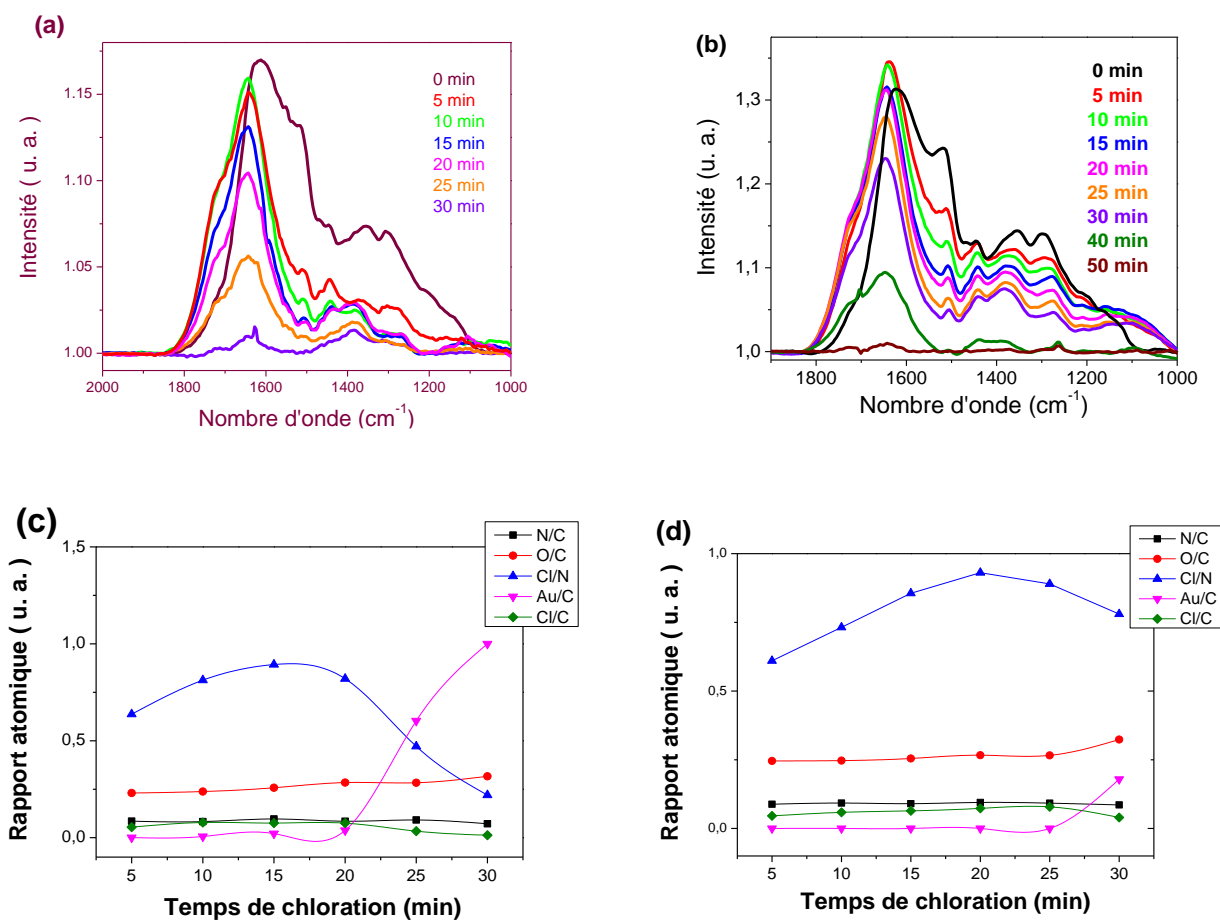 (a)
1.15
1.10
1.05
1.00
Intensité ( u. a. )
0 min
5 min
10 min
15 min
20 min
25 min
30 min
2000
1800
1600
1400
1200
1000
Nombre d'onde (cm-1)
(b)
1,3
1,2
1,1
1,0
Intensité (u. a.)
0 min
5 min
10 min
15 min
20 min
25 min
30 min
40 min
50 min
1800
1600
1400
1200
1000
Nombre d'onde (cm-1)
(c)
N/C
O/C
Cl/N
Au/C
Cl/C
1,5
1,0
0,5
0,0
Rapport atomique ( u. a. )
5
10
15
20
25
30
Temps de chloration (min)
(d)
N/C
O/C
Cl/N
Au/C
Cl/C
1,0
0,5
0,0
Rapport atomique ( u. a. )
5
10
15
20
25
30
Temps de chloration (min)